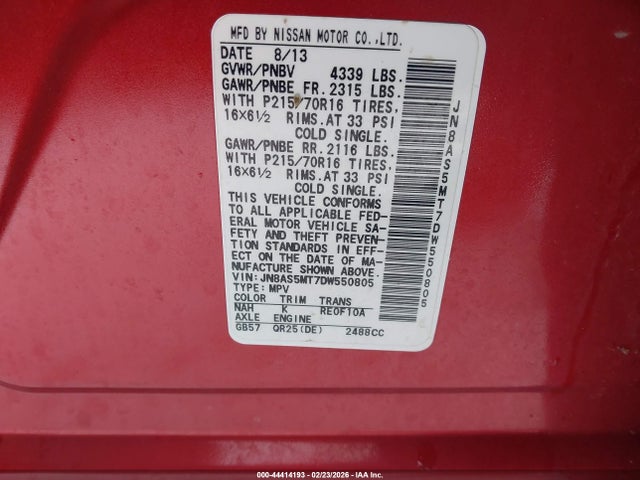 MFD BY NISSAN MOTOR CO.,LTD.
DATE 8/13
GVWR/PNBV 4339 LBS.
GAWR/PNBE FR. 2315 LBS.
WITH P215/70R16 TIRES,
16×6½ RIMS.AT 33 PSI
COLD SINGLE.
GAWR/PNBE RR. 2116 LBS.
WITH P215/70R16 TIRES,
16×6½ RIMS.AT 33 PSI
COLD SINGLE.
THIS VEHICLE CONFORMS
TO ALL APPLICABLE FED-
ERAL MOTOR VEHICLE SA-
FETY AND THEFT PREVEN-
TION STANDARDS IN EFF-
ECT ON THE DATE OF MA-
NUFACTURE SHOWN ABOVE.
VIN:JN8AS5MT7DW550805
TYPE:MPV
COLOR TRIM TRANS
NAH K RE0F10A
AXLE ENGINE
GB57 QR25(DE) 2488CC
JN8AS5MT7DW550805
000-44414193 — 02/23/2026 — IAA Inc.